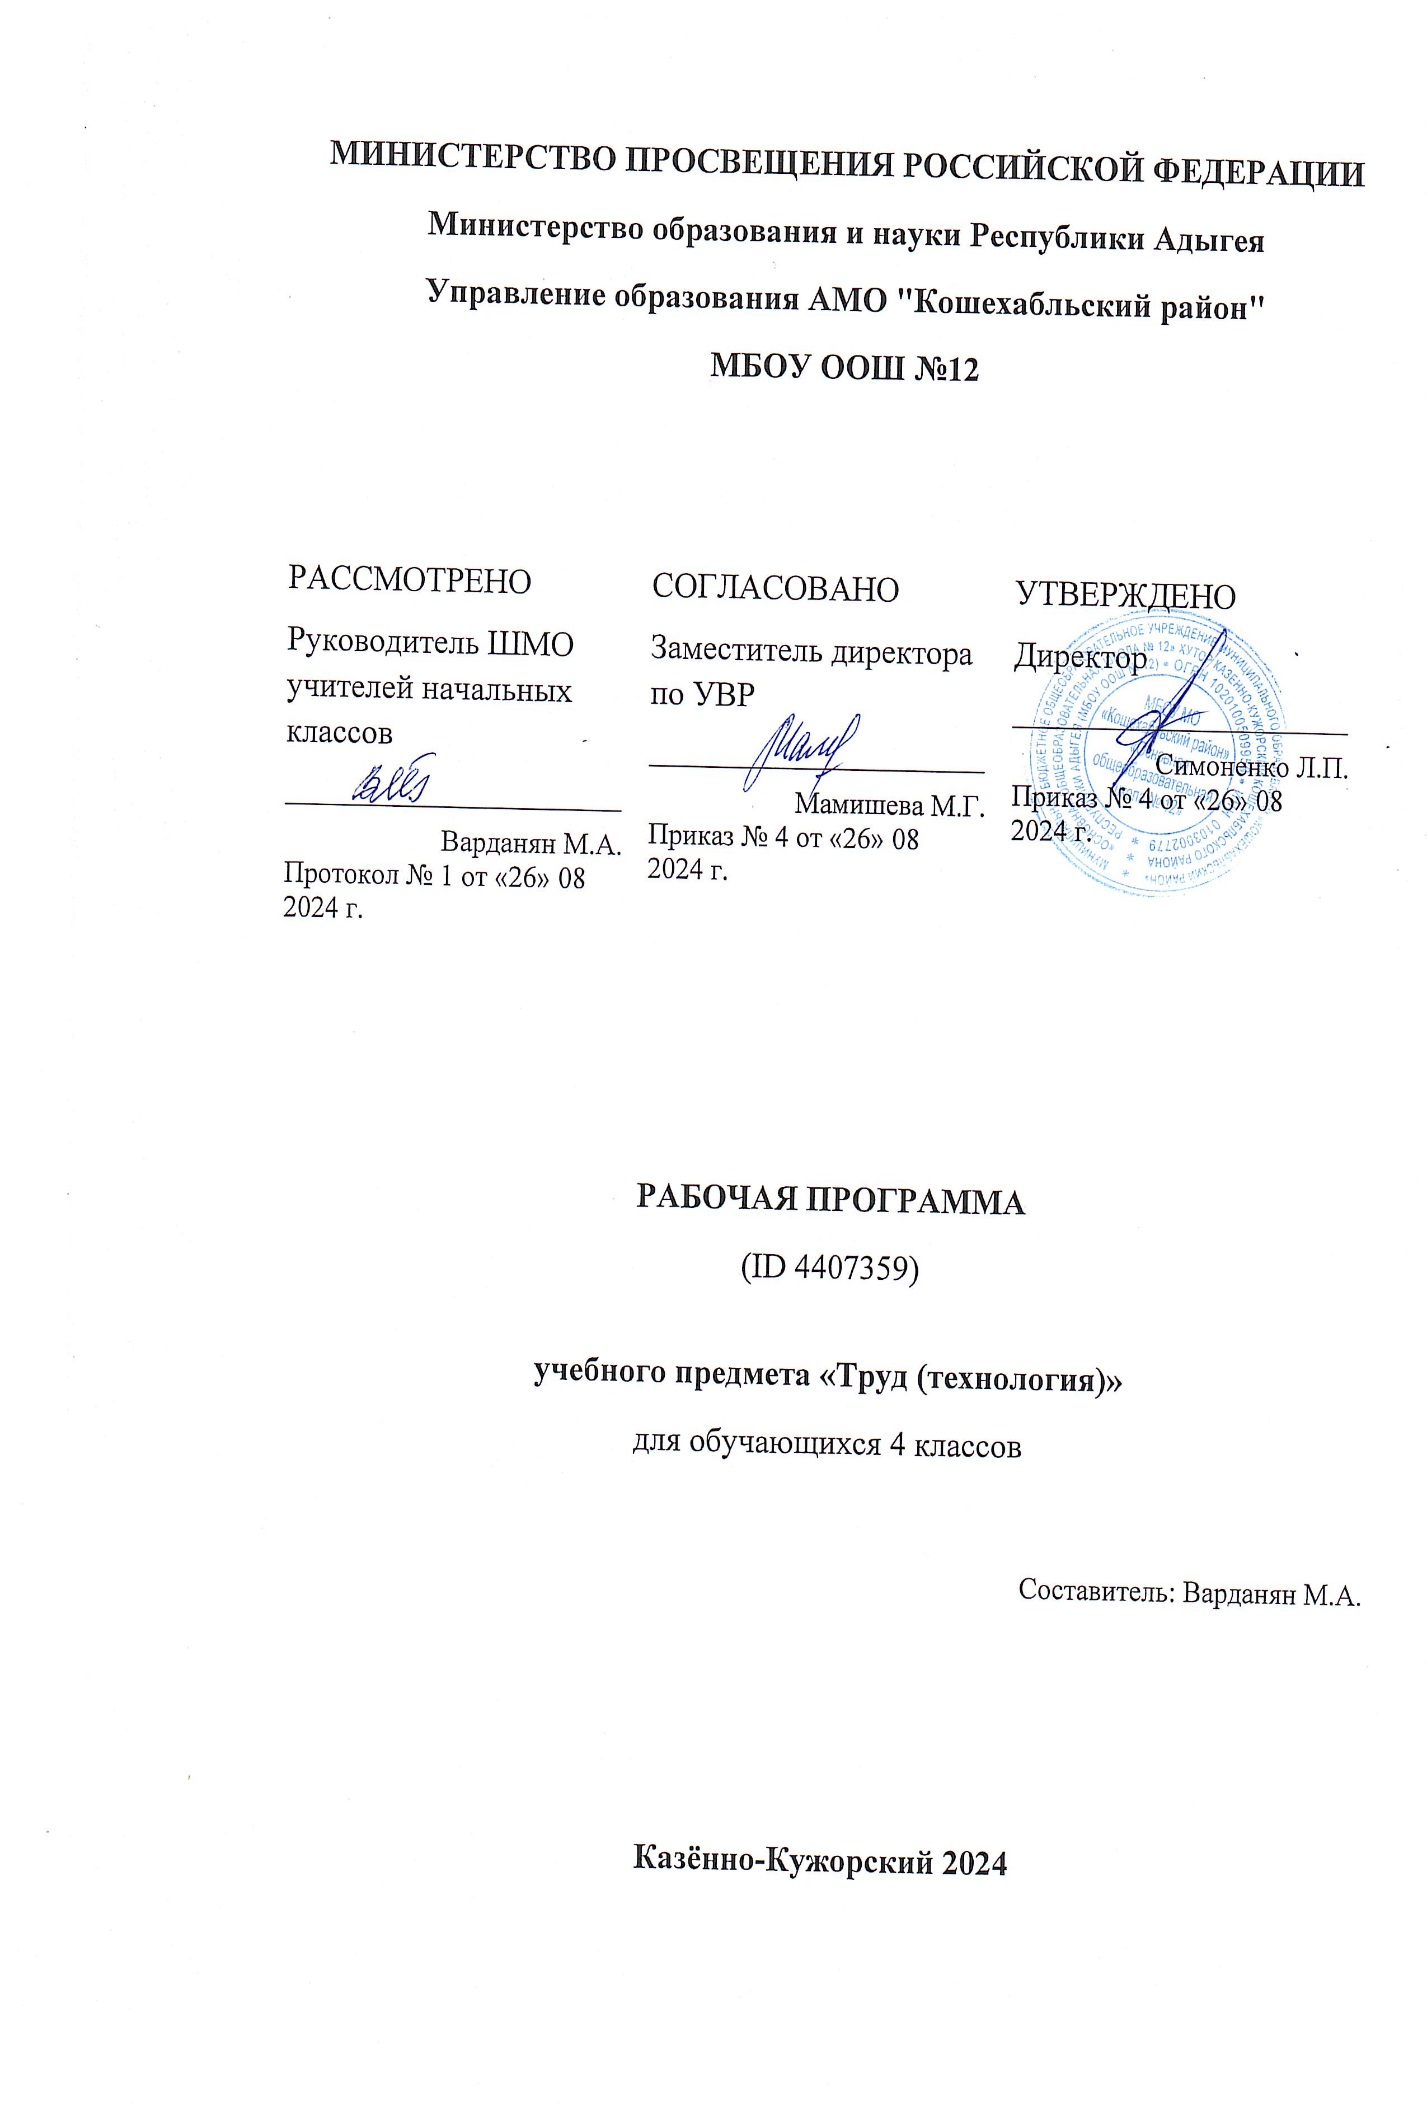 МИНИСТЕРСТВО ПРОСВЕЩЕНИЯ РОССИЙСКОЙ ФЕДЕРАЦИИ
Министерство образования и науки Республики Адыгея
Управление образования АМО "Кошехабльский район"
МБОУ ООШ №12
РАССМОТРЕНО
Руководитель ШМО
учителей начальных
классов
Варданян М.А.
Протокол № 1 от «26» 08
2024 г.
СОГЛАСОВАНО
Заместитель директора
по УВР
Мамишева М.Г.
Приказ № 4 от «26» 08
2024 г.
УТВЕРЖДЕНО
Директор
Симоненко Л.П.
Приказ № 4 от «26» 08
2024 г.
РАБОЧАЯ ПРОГРАММА
(ID 4407359)
учебного предмета «Труд (технология)»
для обучающихся 4 классов
Составитель: Варданян М.А.
Казённо-Кужорский 2024